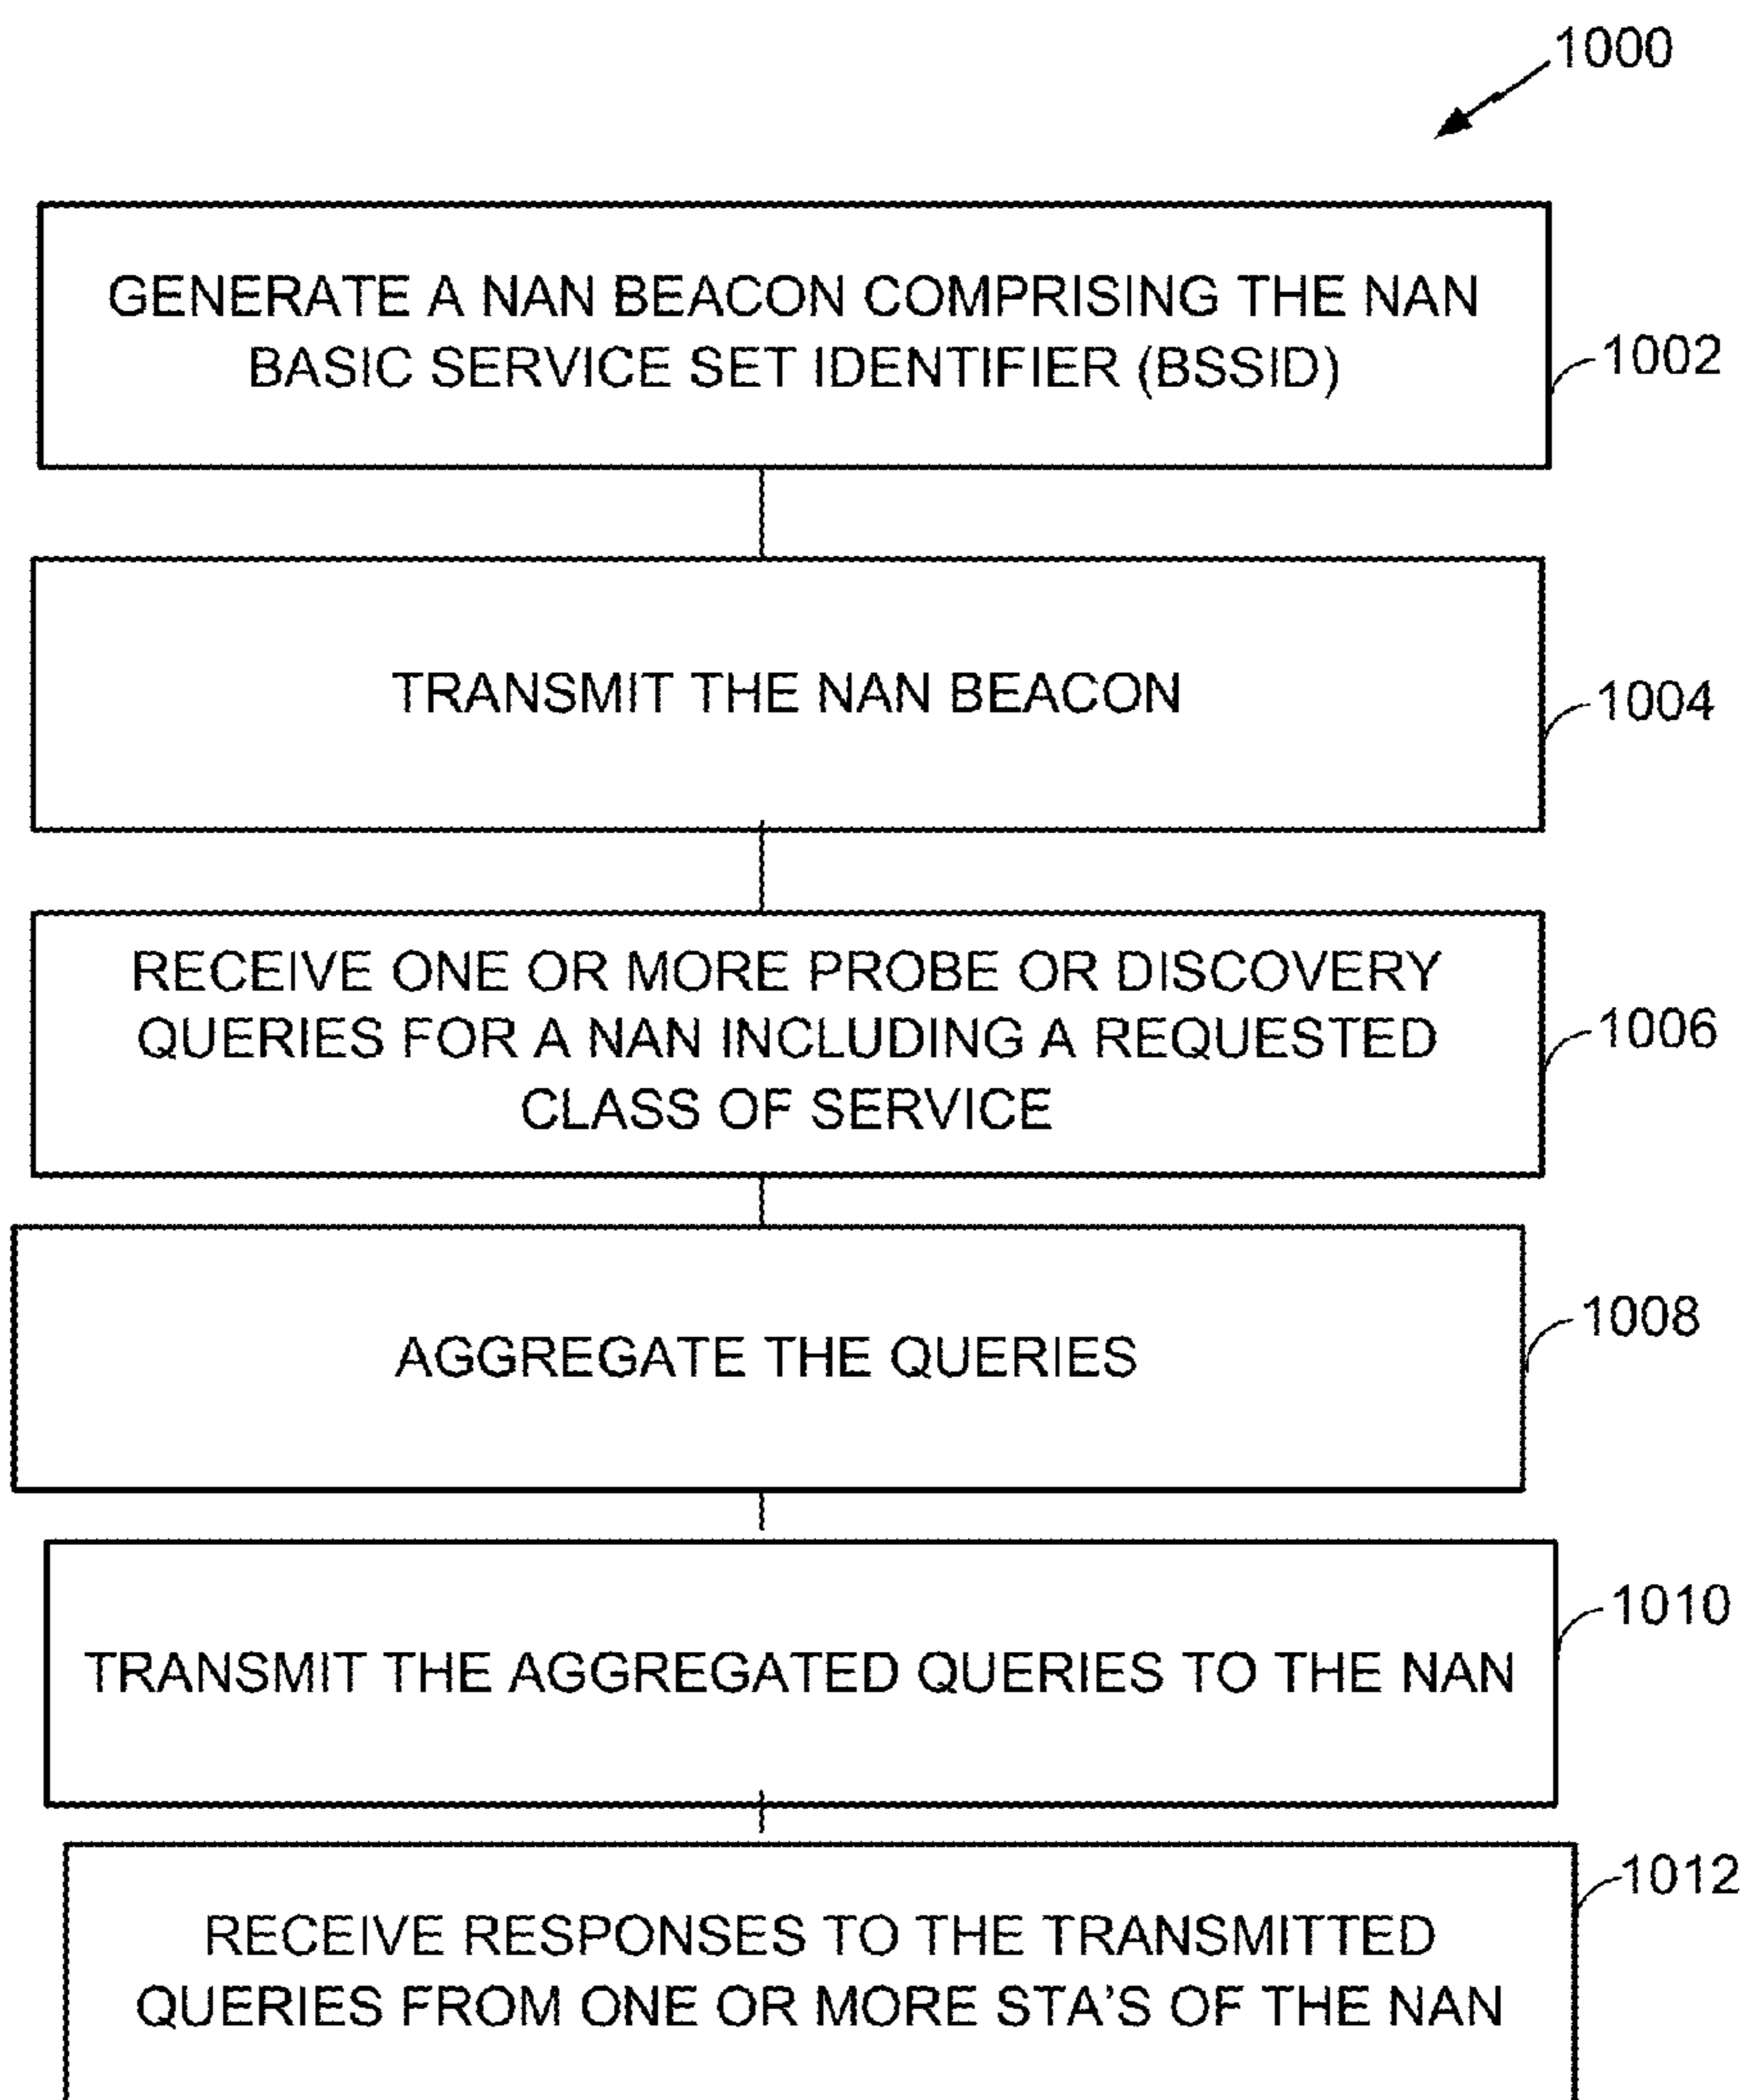 1000
GENERATE A NAN BEACON COMPRISING THE NAN
BASIC SERVICE SET IDENTIFIER (BSSID)
1002
TRANSMIT THE NAN BEACON
1004
RECEIVE ONE OR MORE PROBE OR DISCOVERY
QUERIES FOR A NAN INCLUDING A REQUESTED
CLASS OF SERVICE
1006
AGGREGATE THE QUERIES
1008
TRANSMIT THE AGGREGATED QUERIES TO THE NAN
1010
RECEIVE RESPONSES TO THE TRANSMITTED
QUERIES FROM ONE OR MORE STA'S OF THE NAN
1012